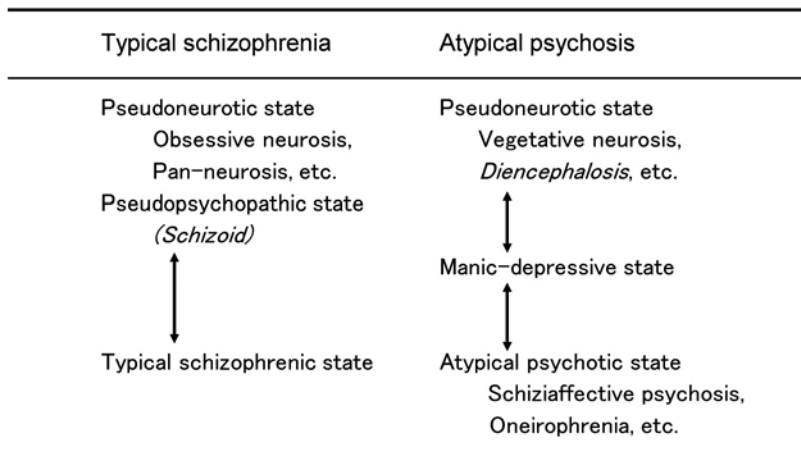 Typical schizophrenia
Atypical psychosis
Pseudoneurotic state
Obsessive neurosis,
Pan-neurosis, etc.
Pseudopsychopathic state
(Schizoid)
Typical schizophrenic state
Pseudoneurotic state
Vegetative neurosis,
Diencephalosis, etc.
Manic-depressive state
Atypical psychotic state
Schiziaffective psychosis,
Oneirophrenia, etc.